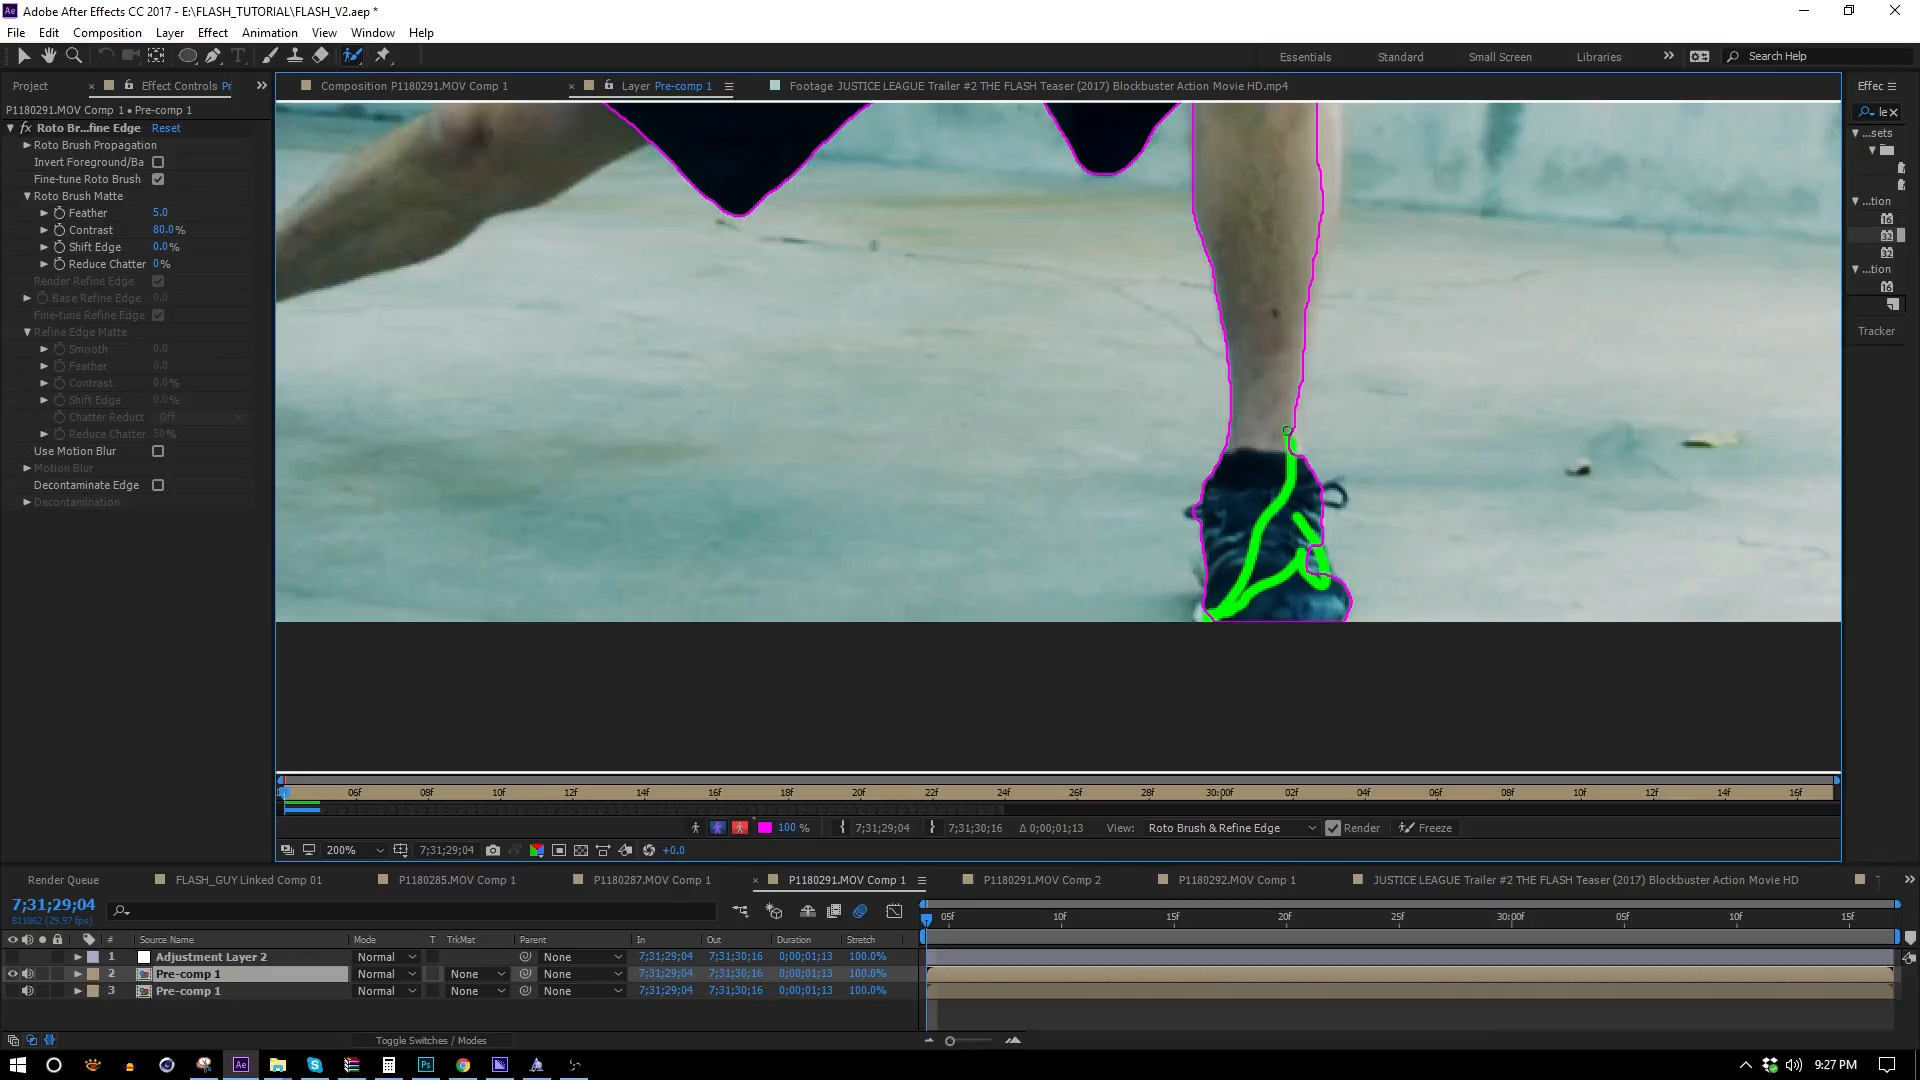 Adobe After Effects CC 2017 - E:\FLASH_TUTORIAL\FLASH_V2.aep *
File Edit Composition Layer Effect Animation View Window Help
Essentials Standard Small Screen Libraries Search Help
Project Effect Controls Pr Composition P1180291.MOV Comp 1 Layer Pre-comp 1 Footage JUSTICE LEAGUE Trailer #2 THE FLASH Teaser (2017) Blockbuster Action Movie HD.mp4 Effec
P1180291.MOV Comp 1 • Pre-comp 1
le
fx Roto Br...fine Edge Reset
...sets
Roto Brush Propagation
Invert Foreground/Ba
Fine-tune Roto Brush
Roto Brush Matte
...tion
Feather 5.0
16
Contrast 80.0%
32
Shift Edge 0.0%
32
Reduce Chatter 0%
...tion
Render Refine Edge
16
Base Refine Edge 0.0
Fine-tune Refine Edge
Refine Edge Matte
Tracker
Smooth 0.0
Feather 0.0
Contrast 0.0%
Shift Edge 0.0%
Chatter Reduct Off
Reduce Chatter 50%
Use Motion Blur
Motion Blur
Decontaminate Edge
Decontamination
06f 08f 10f 12f 14f 16f 18f 20f 22f 24f 26f 28f 30:00f 02f 04f 06f 08f 10f 12f 14f 16f
100 % 7;31;29;04 7;31;30;16 Δ 0;00;01;13 View: Roto Brush & Refine Edge Render Freeze
200% 7;31;29;04 +0.0
Render Queue FLASH_GUY Linked Comp 01 P1180285.MOV Comp 1 P1180287.MOV Comp 1 P1180291.MOV Comp 1 P1180291.MOV Comp 2 P1180292.MOV Comp 1 JUSTICE LEAGUE Trailer #2 THE FLASH Teaser (2017) Blockbuster Action Movie HD
7;31;29;04
811862 (29.97 fps)
05f 10f 15f 20f 25f 30:00f 05f 10f 15f
# Source Name Mode T TrkMat Parent In Out Duration Stretch
1 Adjustment Layer 2 Normal None 7;31;29;04 7;31;30;16 0;00;01;13 100.0%
2 Pre-comp 1 Normal None None 7;31;29;04 7;31;30;16 0;00;01;13 100.0%
3 Pre-comp 1 Normal None None 7;31;29;04 7;31;30;16 0;00;01;13 100.0%
Toggle Switches / Modes
Ae Ps 9:27 PM